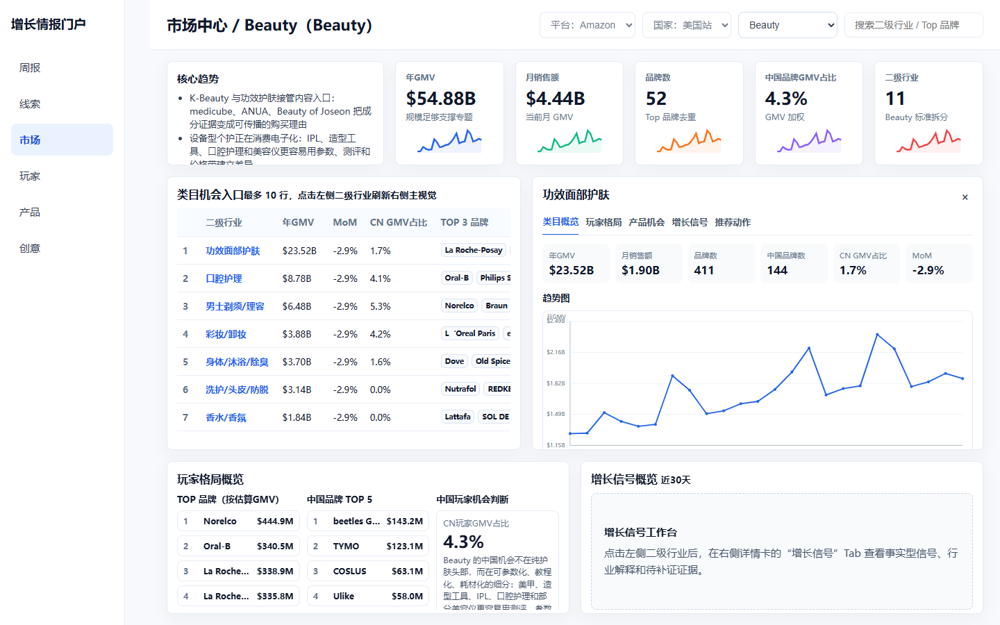 增长情报门户
周报
线索
市场
玩家
产品
创意
市场中心 / Beauty（Beauty）
平台：Amazon
国家：美国站
Beauty
搜索二级行业 / Top 品牌
核心趋势
K-Beauty 与功效护肤接管内容入口：
medicube、ANUA、Beauty of Joseon 把成
分证据变成可传播的购买理由
设备型个护正在消费电子化：IPL、造型工
具、口腔护理和美容仪更容易用参数、测评和
价格带建立差异
年GMV
$54.88B
规模足够支撑专题
月销售额
$4.44B
当前月 GMV
品牌数
52
Top 品牌去重
中国品牌GMV占比
4.3%
GMV 加权
二级行业
11
Beauty 标准拆分
类目机会入口最多 10 行，点击左侧二级行业刷新右侧主视觉
二级行业 年GMV MoM CN GMV占比 TOP 3 品牌
1 功效面部护肤 $23.52B -2.9% 1.7% La Roche-Posay
2 口腔护理 $8.78B -2.9% 4.1% Oral-B Philips S
3 男士剃须/理容 $6.48B -2.9% 5.3% Norelco Braun
4 彩妆/卸妆 $3.88B -2.9% 4.2% L´Oreal Paris e
5 身体/沐浴/除臭 $3.70B -2.9% 1.6% Dove Old Spice
6 洗护/头皮/防脱 $3.14B -2.9% 0.0% Nutrafol REDKE
7 香水/香氛 $1.84B -2.9% 0.0% Lattafa SOL DE
功效面部护肤 ×
类目概览 玩家格局 产品机会 增长信号 推荐动作
年GMV
$23.52B
月销售额
$1.90B
品牌数
411
中国品牌数
144
CN GMV占比
1.7%
MoM
-2.9%
趋势图
月GMV
$2.49B
$2.16B
$1.82B
$1.49B
$1.15B
玩家格局概览
TOP 品牌（按估算GMV）
1 Norelco $444.9M
2 Oral-B $340.5M
3 La Roche... $338.9M
4 La Roche... $335.8M
中国品牌 TOP 5
1 beetles G... $143.2M
2 TYMO $123.1M
3 COSLUS $63.1M
4 Ulike $58.0M
中国玩家机会判断
CN玩家GMV占比
4.3%
Beauty 的中国机会不在纯护
肤头部，而在可参数化、教程
化、耗材化的细分：美甲、造
型工具、IPL、口腔护理和部
分美容仪更容易用测评、参数
增长信号概览 近30天
增长信号工作台
点击左侧二级行业后，在右侧详情卡的“增长信号”Tab 查看事实型信号、行
业解释和待补证证据。